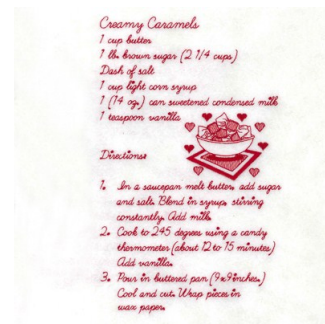 Creamy Caramels
1 cup butter
1 lb. brown sugar (2 1/4 cups)
Dash of salt
1 cup light corn syrup
1 (14 oz.) can sweetened condensed milk
1 teaspoon vanilla
Directions:
1. In a saucepan melt butter, add sugar
and salt. Blend in syrup, stirring
constantly. Add milk.
2. Cook to 245 degrees using a candy
thermometer (about 12 to 15 minutes)
Add vanilla.
3. Pour in buttered pan (9x9inches.)
Cool and cut. Wrap pieces in
wax paper.